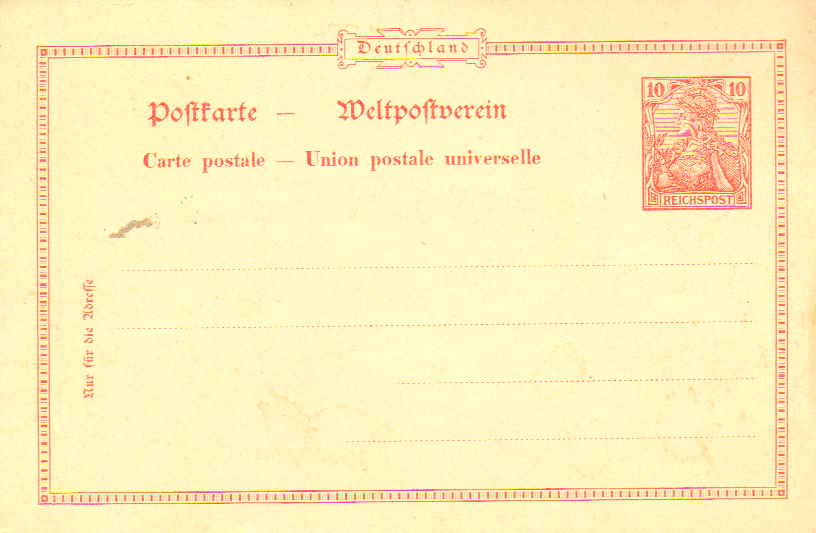 Deutschland
10 10
Postkarte — Weltpostverein
Carte postale — Union postale universelle
REICHSPOST
Nur für die Adresse